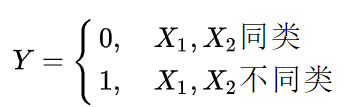 Y = { 0, X₁, X₂同类
1, X₁, X₂不同类